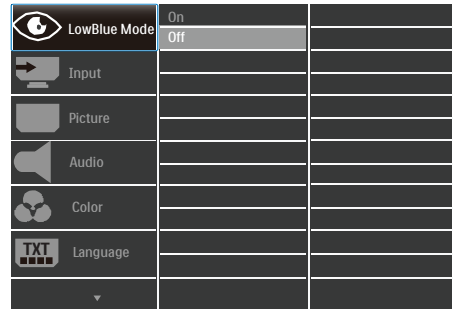 LowBlue Mode
On
Off
Input
Picture
Audio
Color
TXT
Language